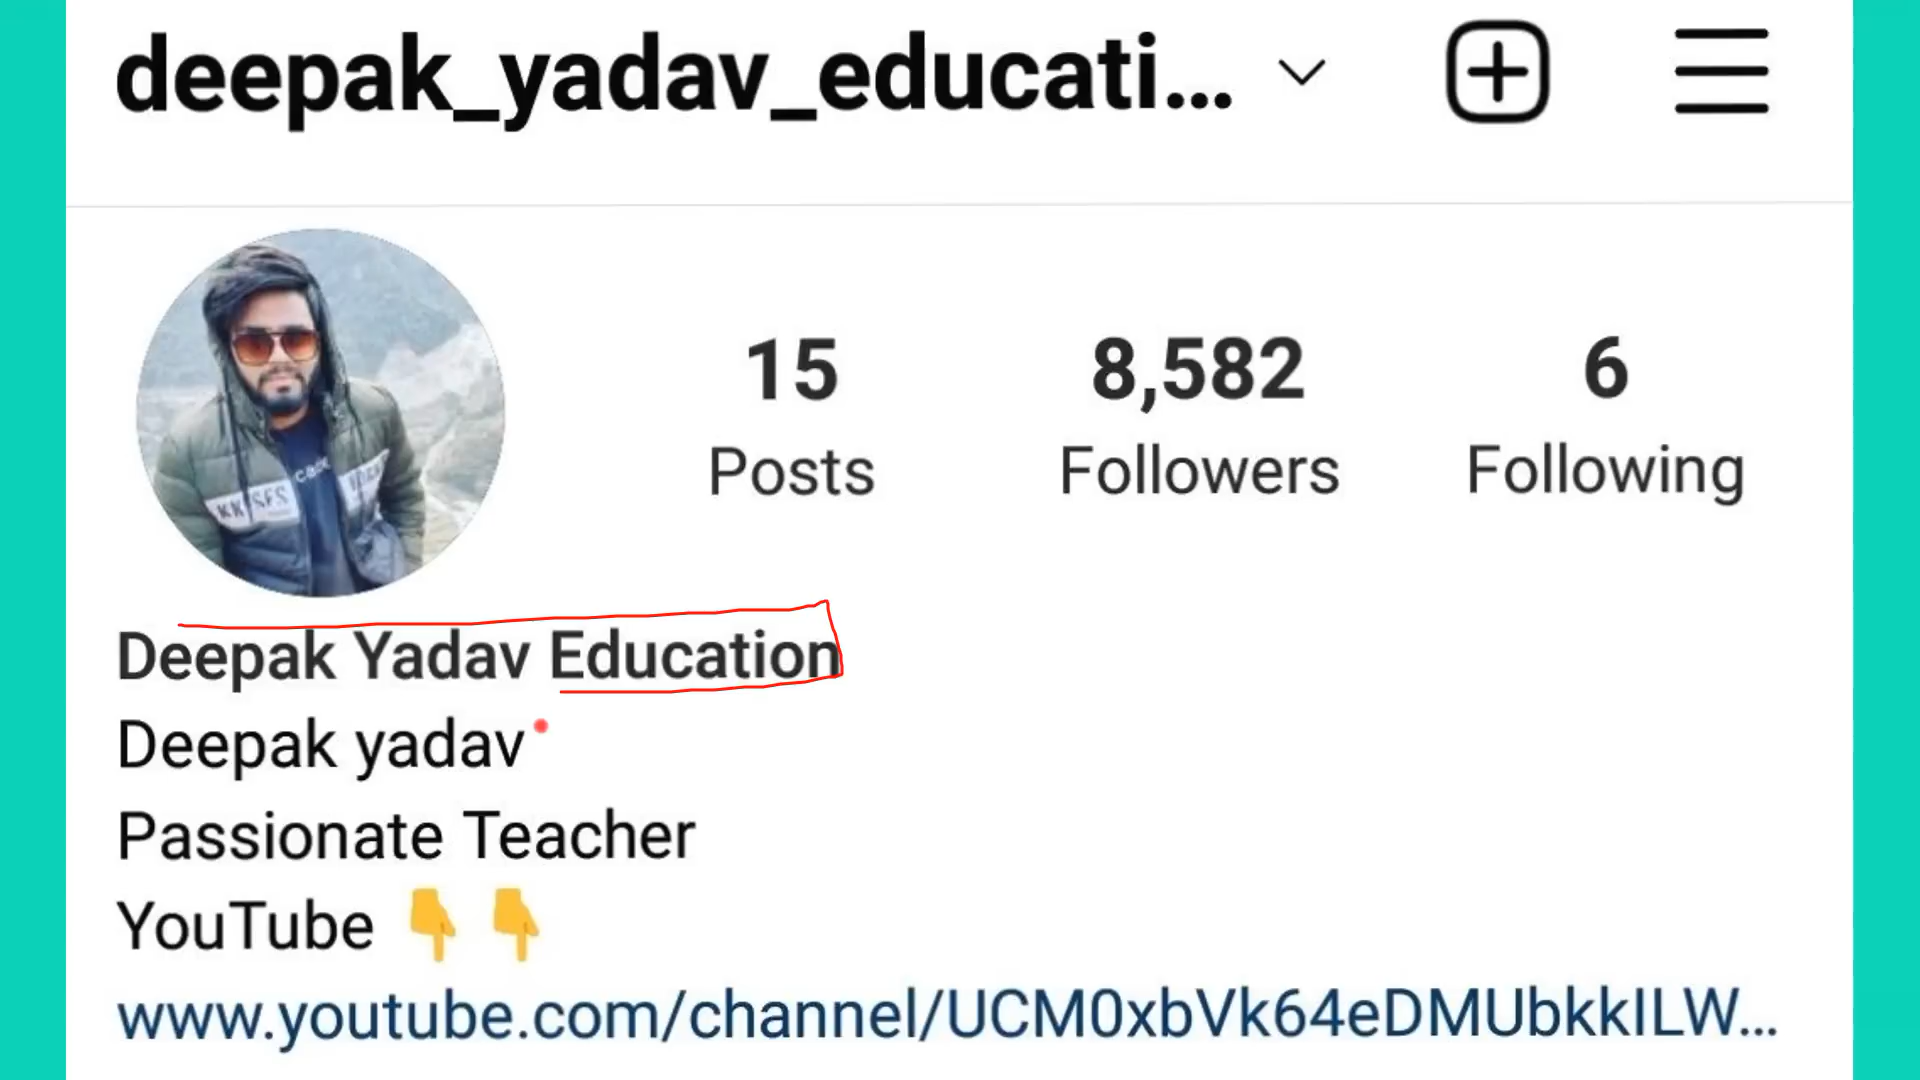 deepak_yadav_educati...
15
Posts
8,582
Followers
6
Following
Deepak Yadav Education
Deepak yadav
Passionate Teacher
YouTube 👇 👇
www.youtube.com/channel/UCM0xbVk64eDMUbkkILW...